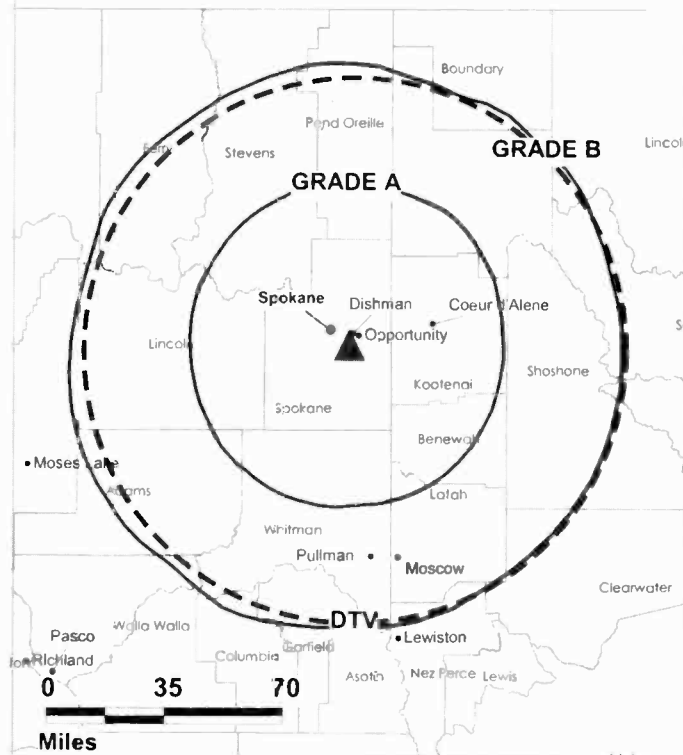 Boundary
Pend Oreille
GRADE B
Lincoln
Ferry
Stevens
GRADE A
Spokane
Dishman
Coeur d'Alene
Opportunity
Lincoln
Shoshone
Kootenai
Spokane
Benewah
Moses Lake
Adams
Latah
Whitman
Pullman
Moscow
Clearwater
DTV
Walla Walla
Lewiston
Pasco
Garfield
Columbia
Richland
Asotin
Nez Perce
Lewis
0 35 70
Miles